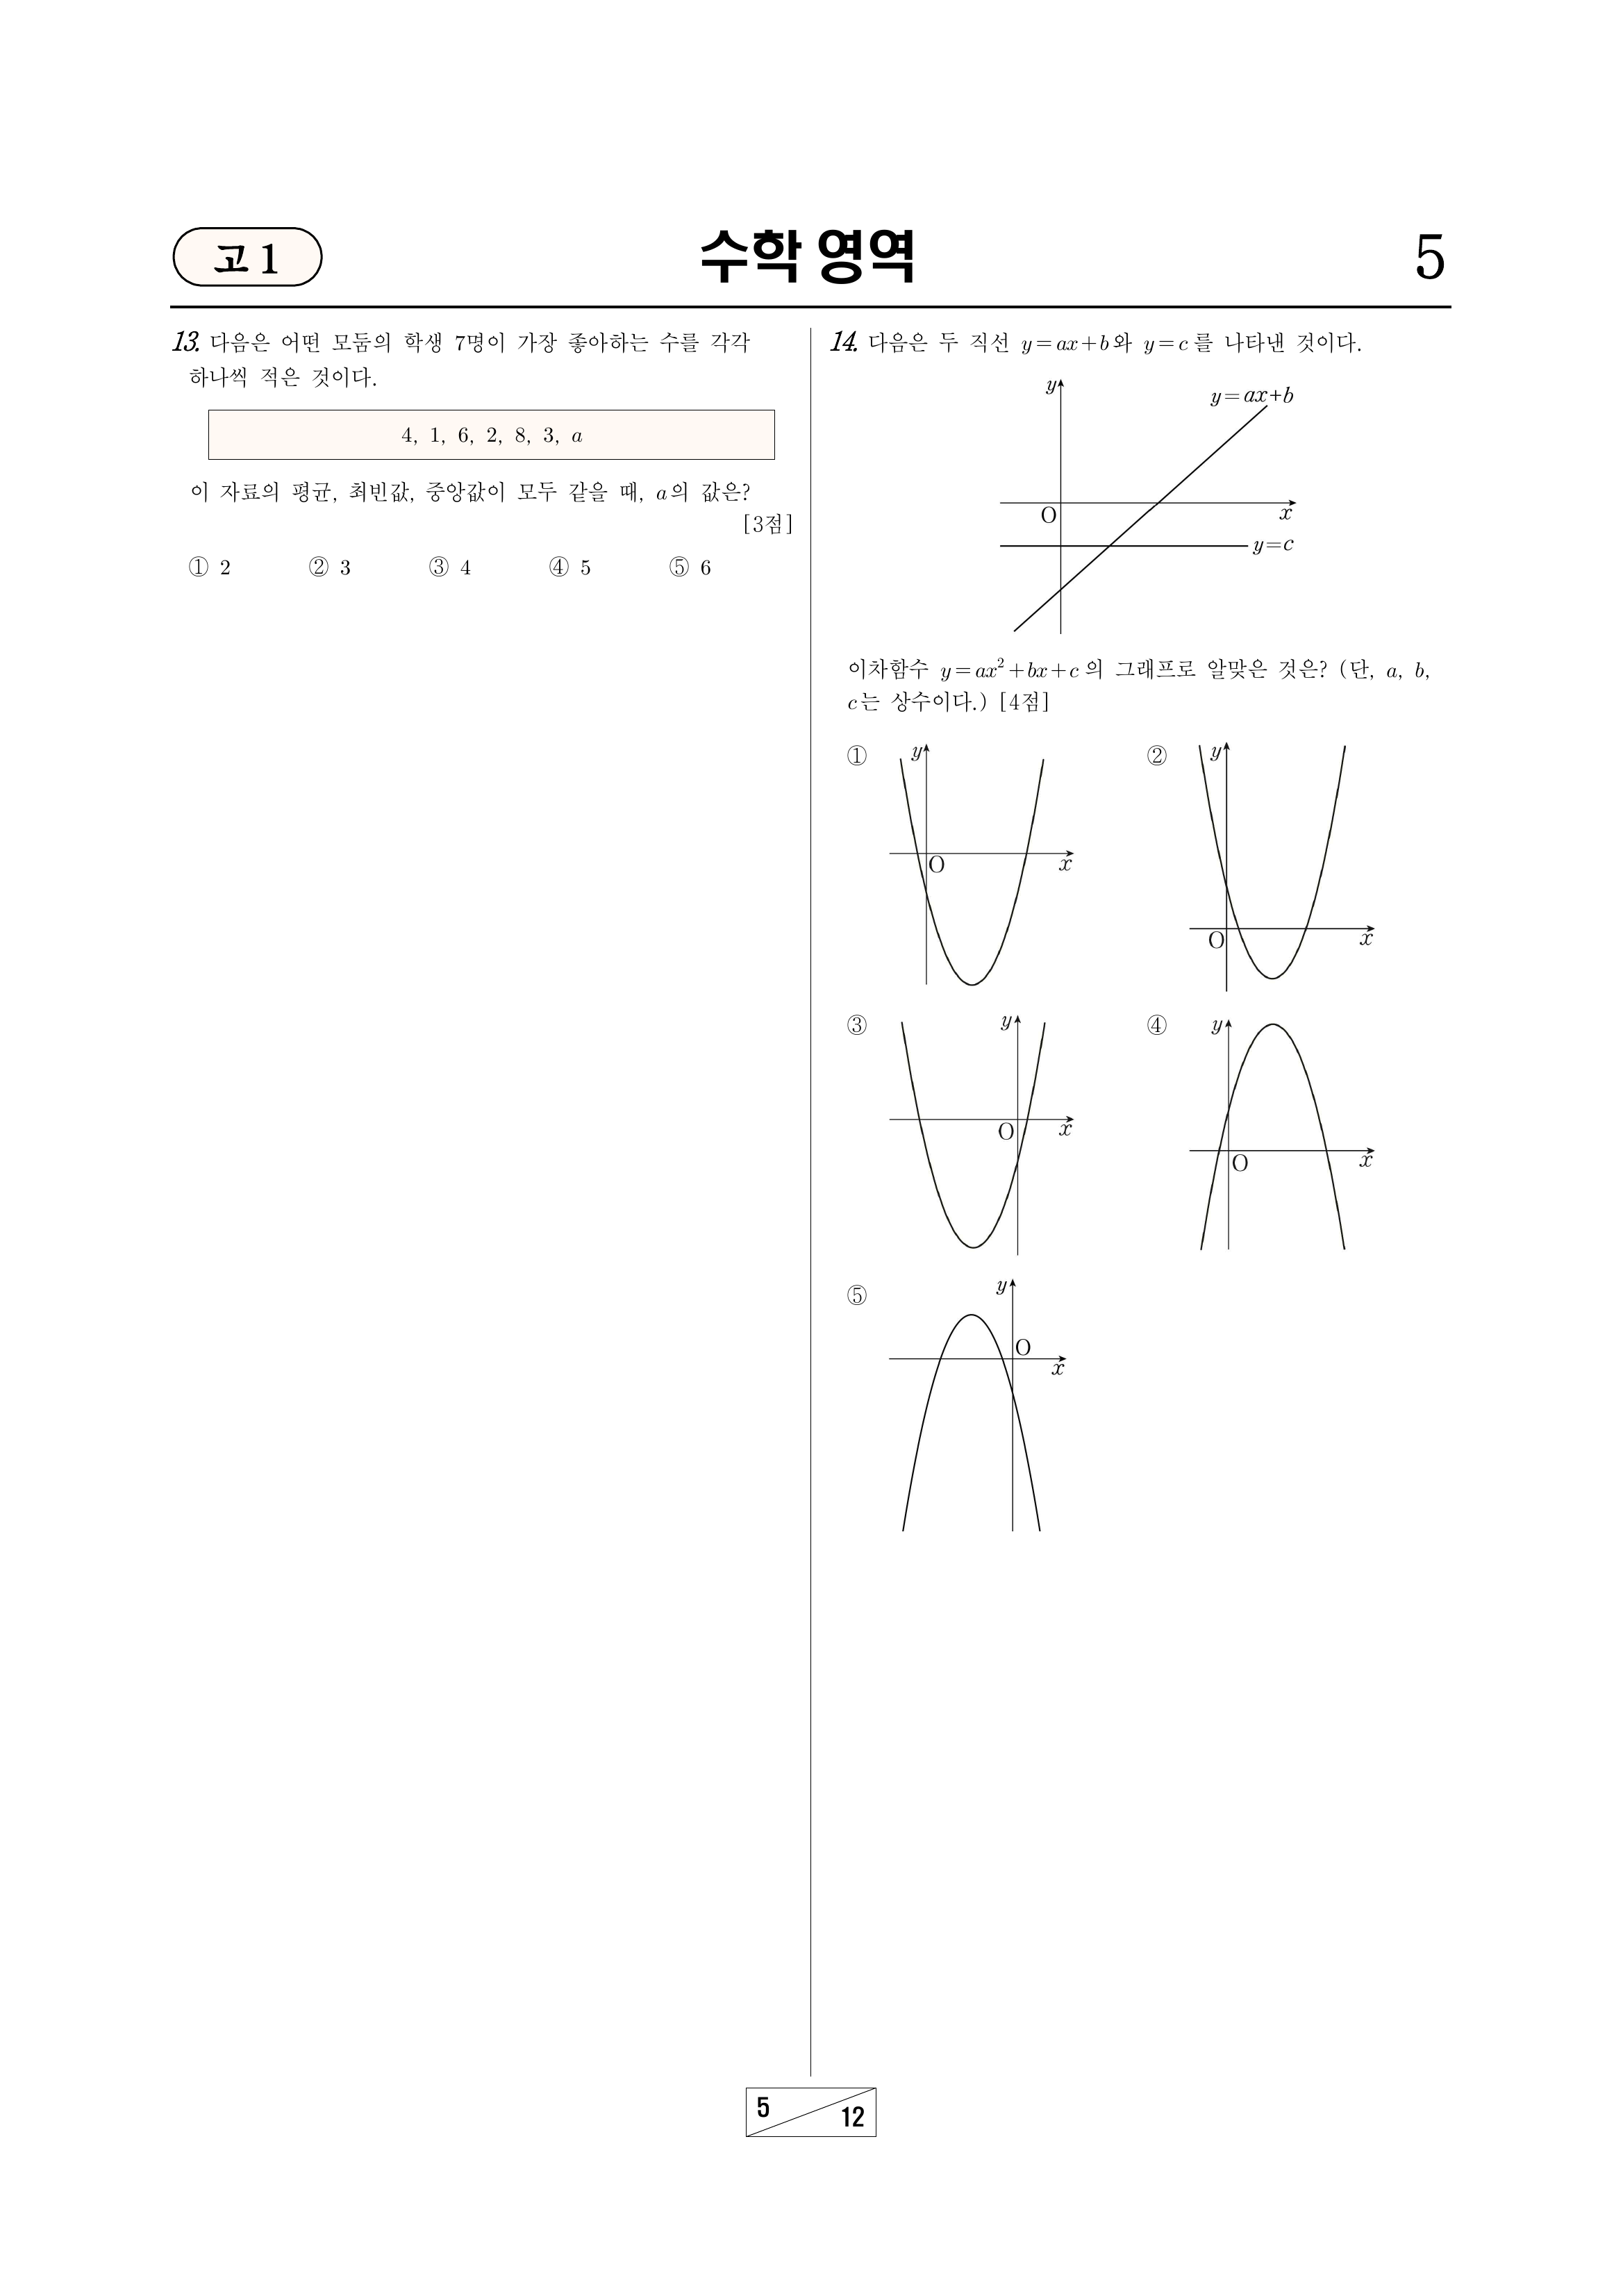 고 1
수학 영역
5
13. 다음은 어떤 모둠의 학생 7명이 가장 좋아하는 수를 각각
하나씩 적은 것이다.
4, 1, 6, 2, 8, 3, a
이 자료의 평균, 최빈값, 중앙값이 모두 같을 때, a의 값은?
[3점]
① 2 ② 3 ③ 4 ④ 5 ⑤ 6
14. 다음은 두 직선 y=ax+b와 y=c를 나타낸 것이다.
y
y=ax+b
O
x
y=c
이차함수 y=ax²+bx+c의 그래프로 알맞은 것은? (단, a, b,
c는 상수이다.) [4점]
①
y
O
x
②
y
O
x
③
y
O
x
④
y
O
x
⑤
y
O
x
5
12